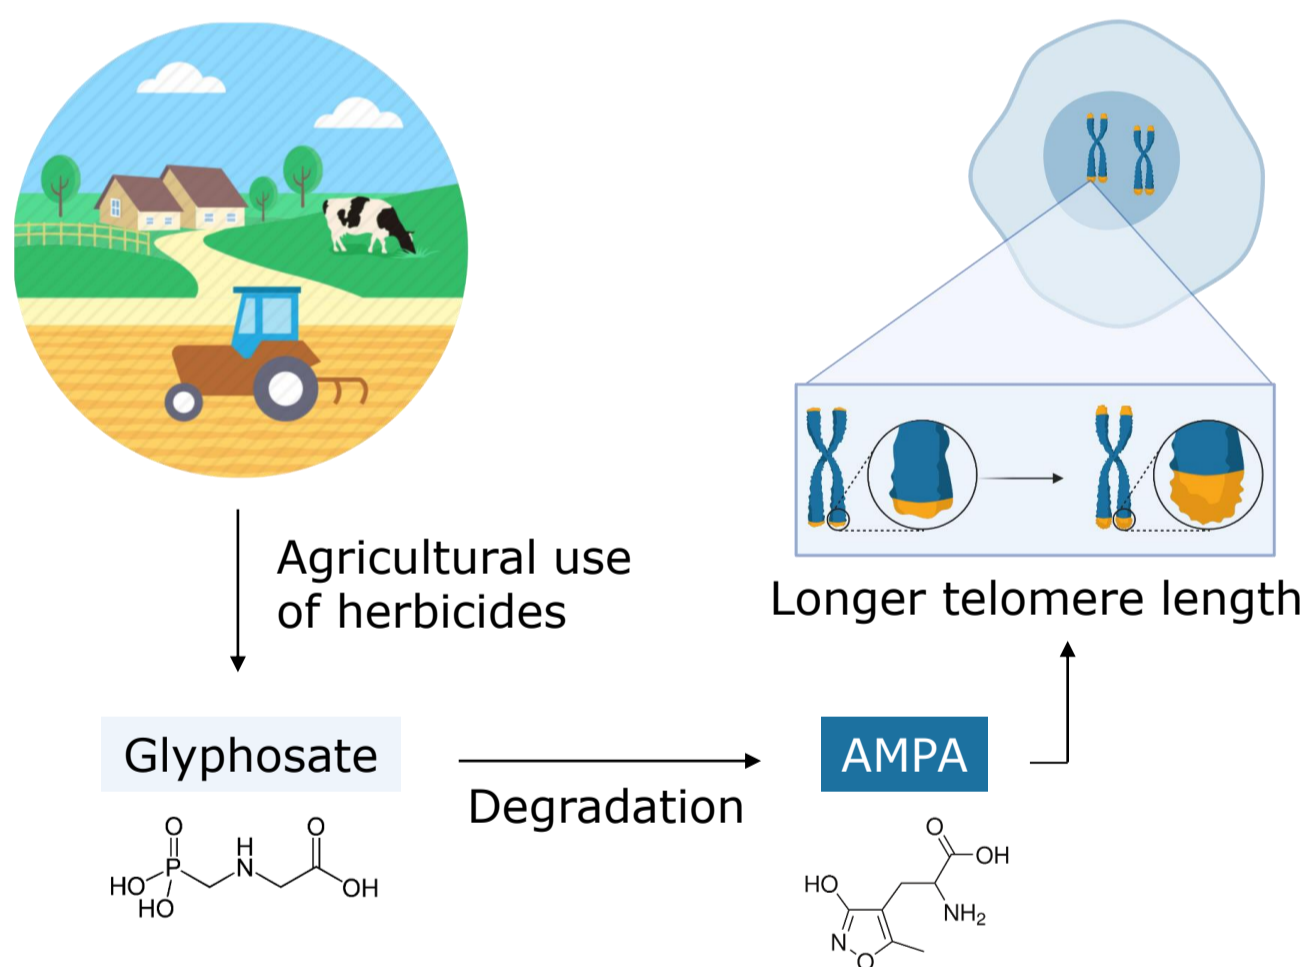 Agricultural use
of herbicides
Longer telomere length
Glyphosate
Degradation
AMPA
O
O
H
P
N
HO
HO
OH
O
OH
HO
NH₂
N
O